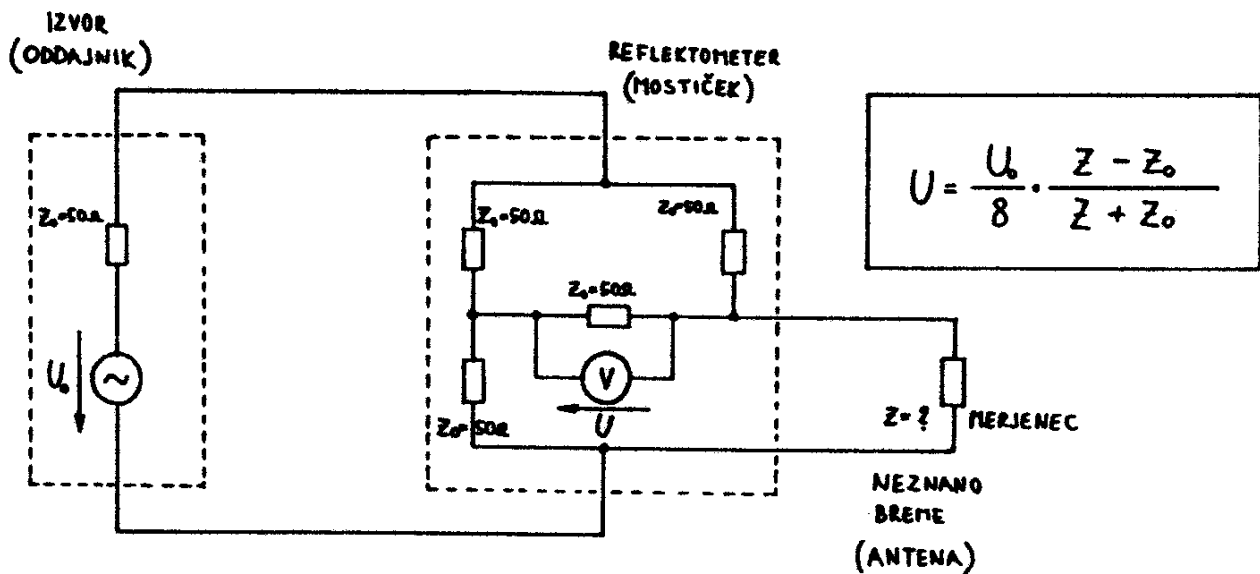 IZVOR
(ODDAJNIK)
REFLEKTOMETER
(MOSTIČEK)
Z₀=50Ω
Z₀=50Ω
Z₀=50Ω
U = U₀/8 · (Z - Z₀)/(Z + Z₀)
Z₀=50Ω
U₀
~
V
U
Z₀=50Ω
Z=?
MERJENEC
NEZNANO
BREME
(ANTENA)